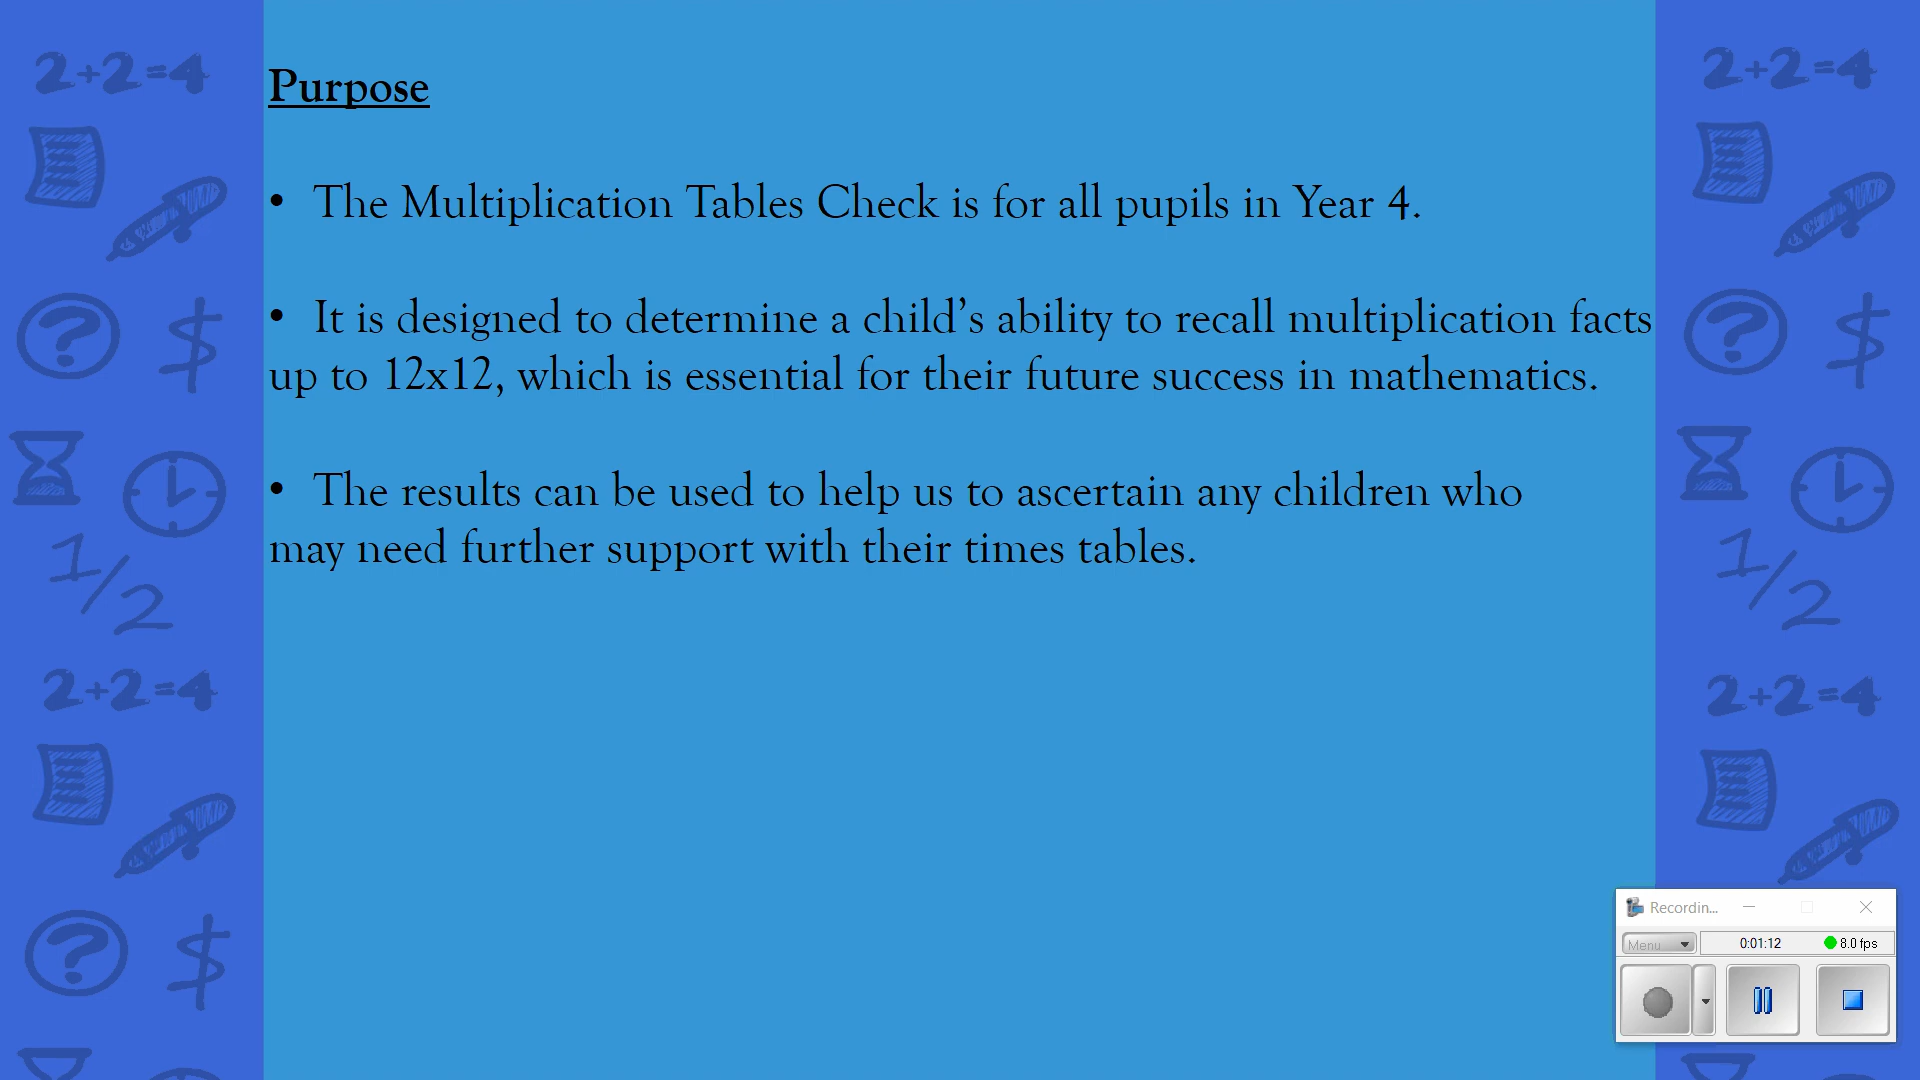 2+2=4
2+2=4
Purpose
• The Multiplication Tables Check is for all pupils in Year 4.
• It is designed to determine a child’s ability to recall multiplication facts
up to 12x12, which is essential for their future success in mathematics.
• The results can be used to help us to ascertain any children who
may need further support with their times tables.
?
$
?
$
1/2
1/2
2+2=4
2+2=4
?
$
Recordin...
Menu
0:01:12
8.0 fps